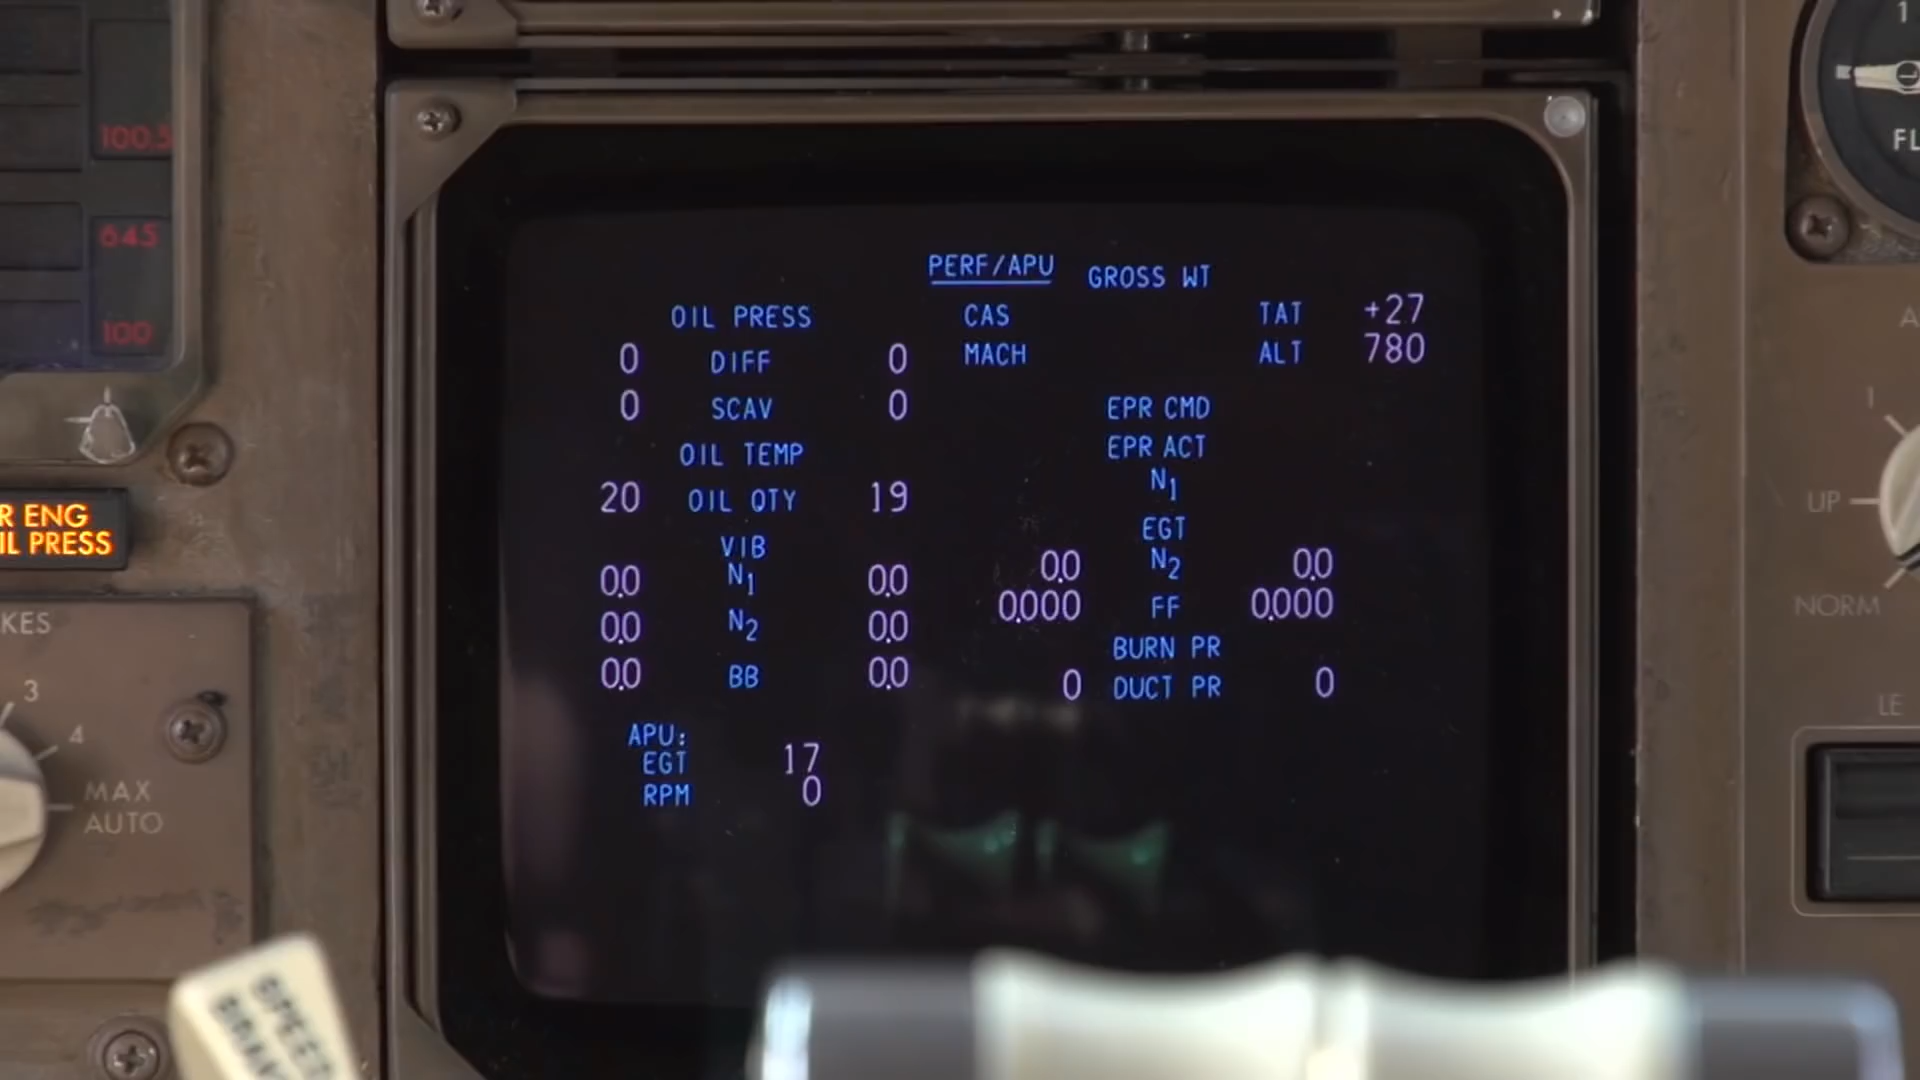 PERF/APU GROSS WT
OIL PRESS CAS TAT +27
0 DIFF 0 MACH ALT 780
0 SCAV 0 EPR CMD
OIL TEMP EPR ACT
20 OIL QTY 19 N1
VIB EGT
0.0 N1 0.0 0.0 N2 0.0
0.0 N2 0.0 0.000 FF 0.000
BURN PR
0.0 BB 0.0 0 DUCT PR 0
APU:
EGT 17
RPM 0
100.5
645
100
R ENG
IL PRESS
KES
3
4
MAX
AUTO
SPEED
1
FL
A
1
UP
NORM
LE